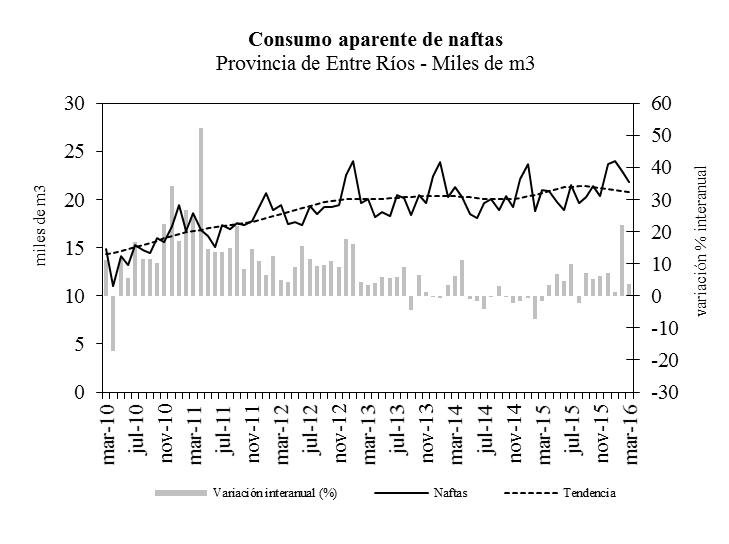 Consumo aparente de naftas
Provincia de Entre Ríos - Miles de m3
30
25
20
15
10
5
0
miles de m3
60
50
40
30
20
10
0
-10
-20
-30
variación % interanual
mar-10
jul-10
nov-10
mar-11
jul-11
nov-11
mar-12
jul-12
nov-12
mar-13
jul-13
nov-13
mar-14
jul-14
nov-14
mar-15
jul-15
nov-15
mar-16
Variación interanual (%)
Naftas
Tendencia